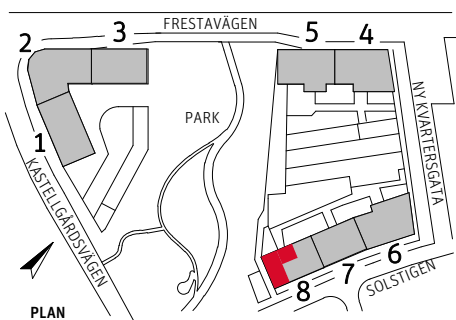 FRESTAVÄGEN
2
3
5
4
1
PARK
NY KVARTERSGATA
KASTELLGÅRDSVÄGEN
6
7
8
SOLSTIGEN
PLAN